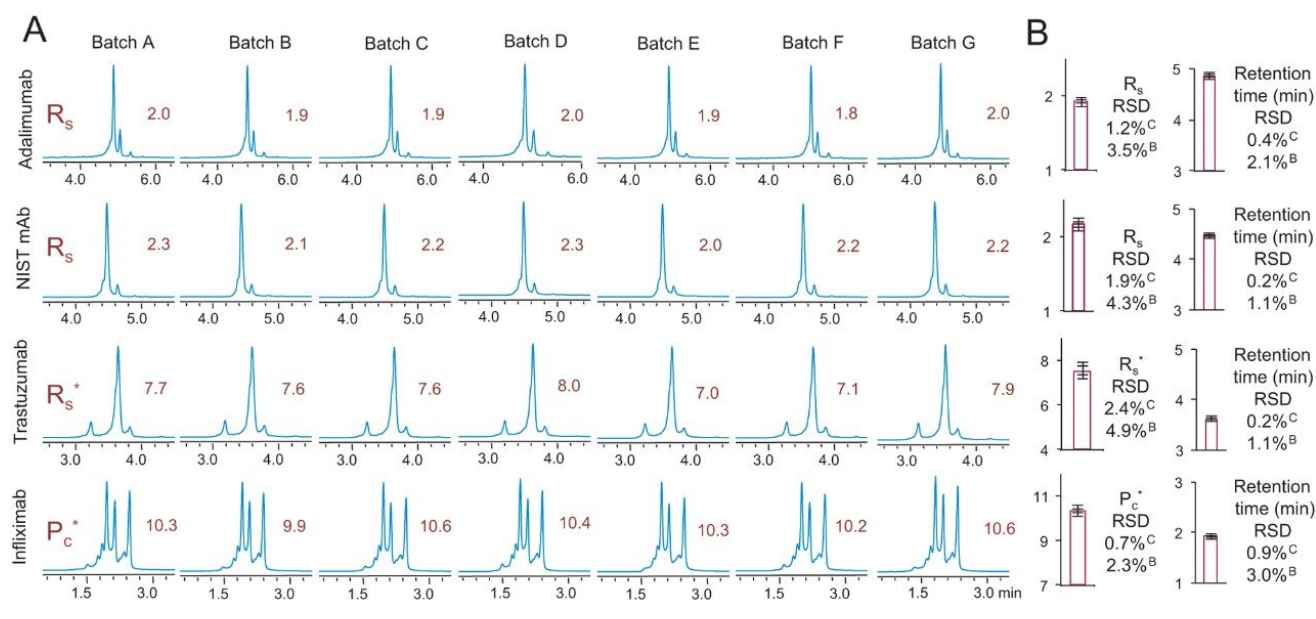 A
Batch A
Batch B
Batch C
Batch D
Batch E
Batch F
Batch G
Adalimumab
Rs
2.0
1.9
1.9
2.0
1.9
1.8
2.0
4.0 6.0
4.0 6.0
4.0 6.0
4.0 6.0
4.0 6.0
4.0 6.0
4.0 6.0
NIST mAb
Rs
2.3
2.1
2.2
2.3
2.0
2.2
2.2
4.0 5.0
4.0 5.0
4.0 5.0
4.0 5.0
4.0 5.0
4.0 5.0
4.0 5.0
Trastuzumab
Rs*
7.7
7.6
7.6
8.0
7.0
7.1
7.9
3.0 4.0
3.0 4.0
3.0 4.0
3.0 4.0
3.0 4.0
3.0 4.0
3.0 4.0
Infliximab
Pc*
10.3
9.9
10.6
10.4
10.3
10.2
10.6
1.5 3.0
1.5 3.0
1.5 3.0
1.5 3.0
1.5 3.0
1.5 3.0
1.5 3.0 min
B
2
1
Rs
RSD
1.2%C
3.5%B
5
4
3
Retention
time (min)
RSD
0.4%C
2.1%B
2
1
Rs
RSD
1.9%C
4.3%B
5
4
3
Retention
time (min)
RSD
0.2%C
1.1%B
8
6
4
Rs*
RSD
2.4%C
4.9%B
5
4
3
Retention
time (min)
RSD
0.2%C
1.1%B
11
9
7
Pc*
RSD
0.7%C
2.3%B
3
2
1
Retention
time (min)
RSD
0.9%C
3.0%B